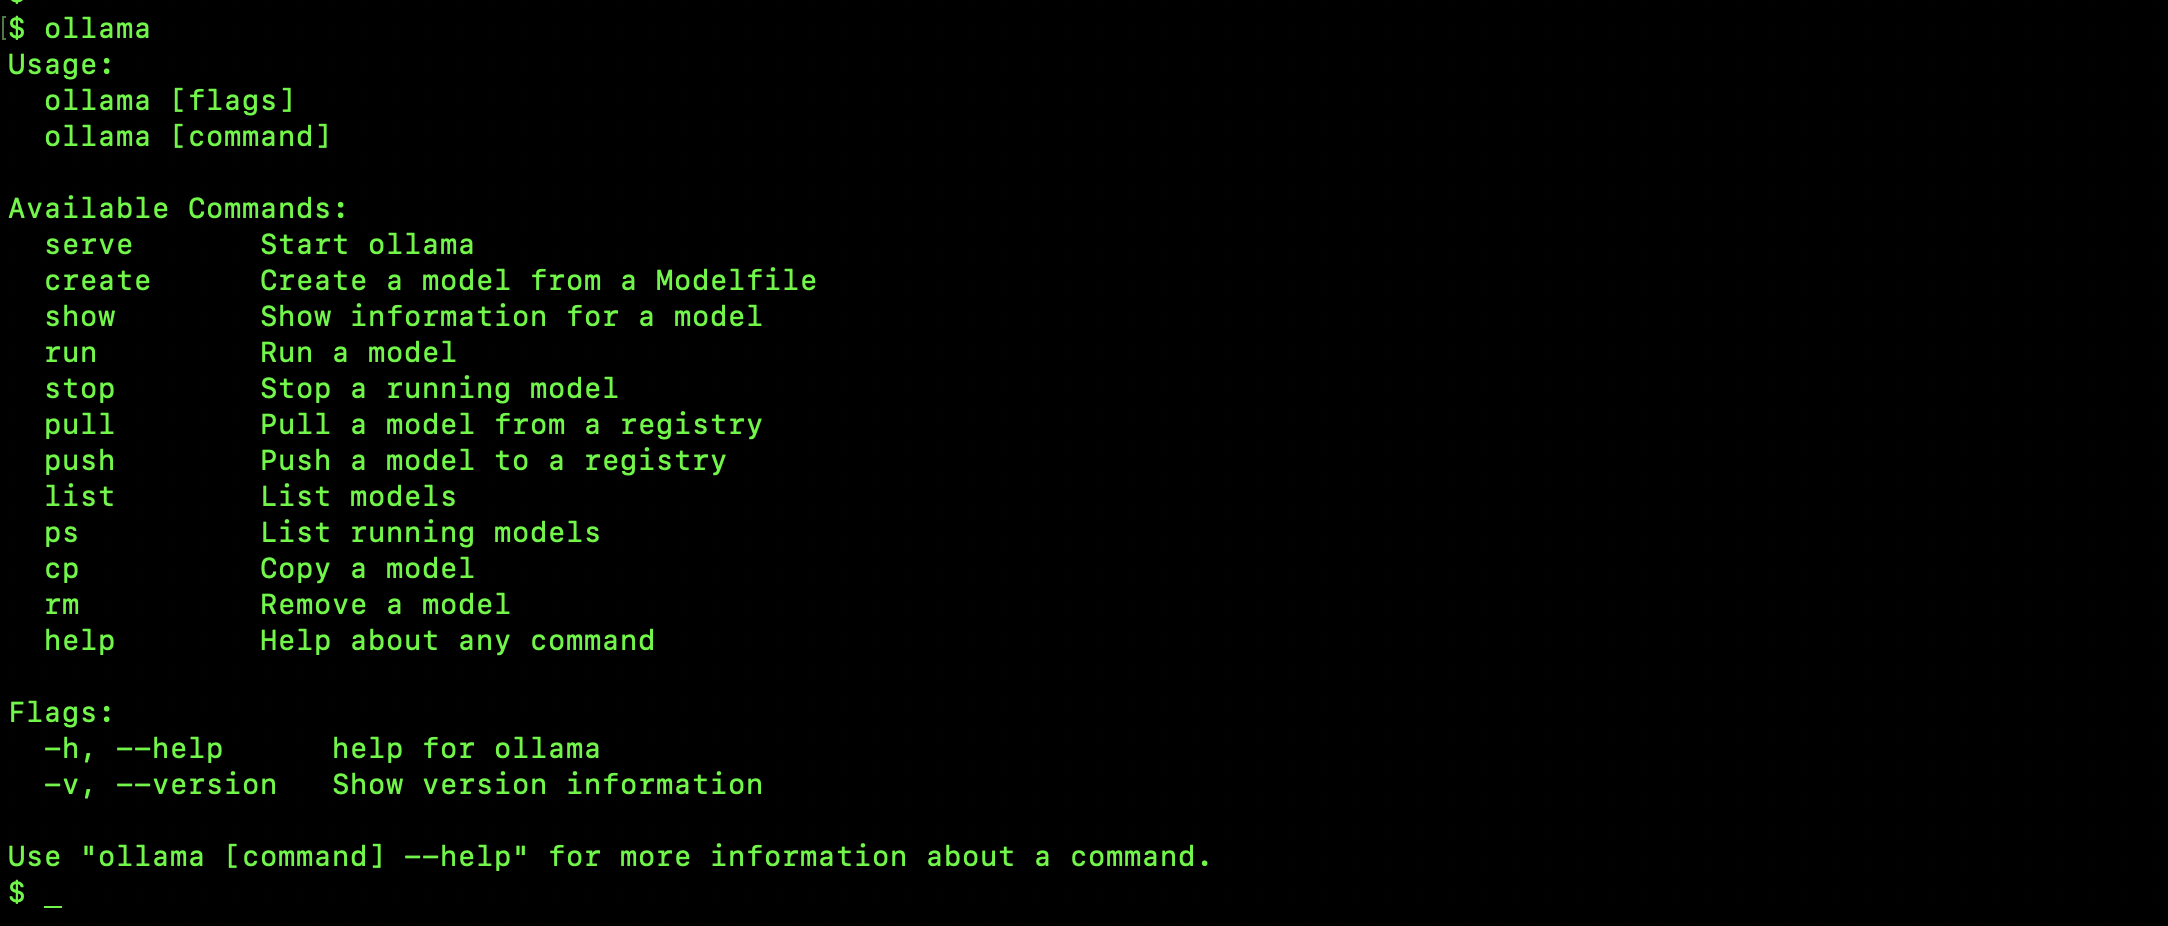 $ ollama
Usage:
  ollama [flags]
  ollama [command]

Available Commands:
  serve       Start ollama
  create      Create a model from a Modelfile
  show        Show information for a model
  run         Run a model
  stop        Stop a running model
  pull        Pull a model from a registry
  push        Push a model to a registry
  list        List models
  ps          List running models
  cp          Copy a model
  rm          Remove a model
  help        Help about any command

Flags:
  -h, --help      help for ollama
  -v, --version   Show version information

Use "ollama [command] --help" for more information about a command.
$ _